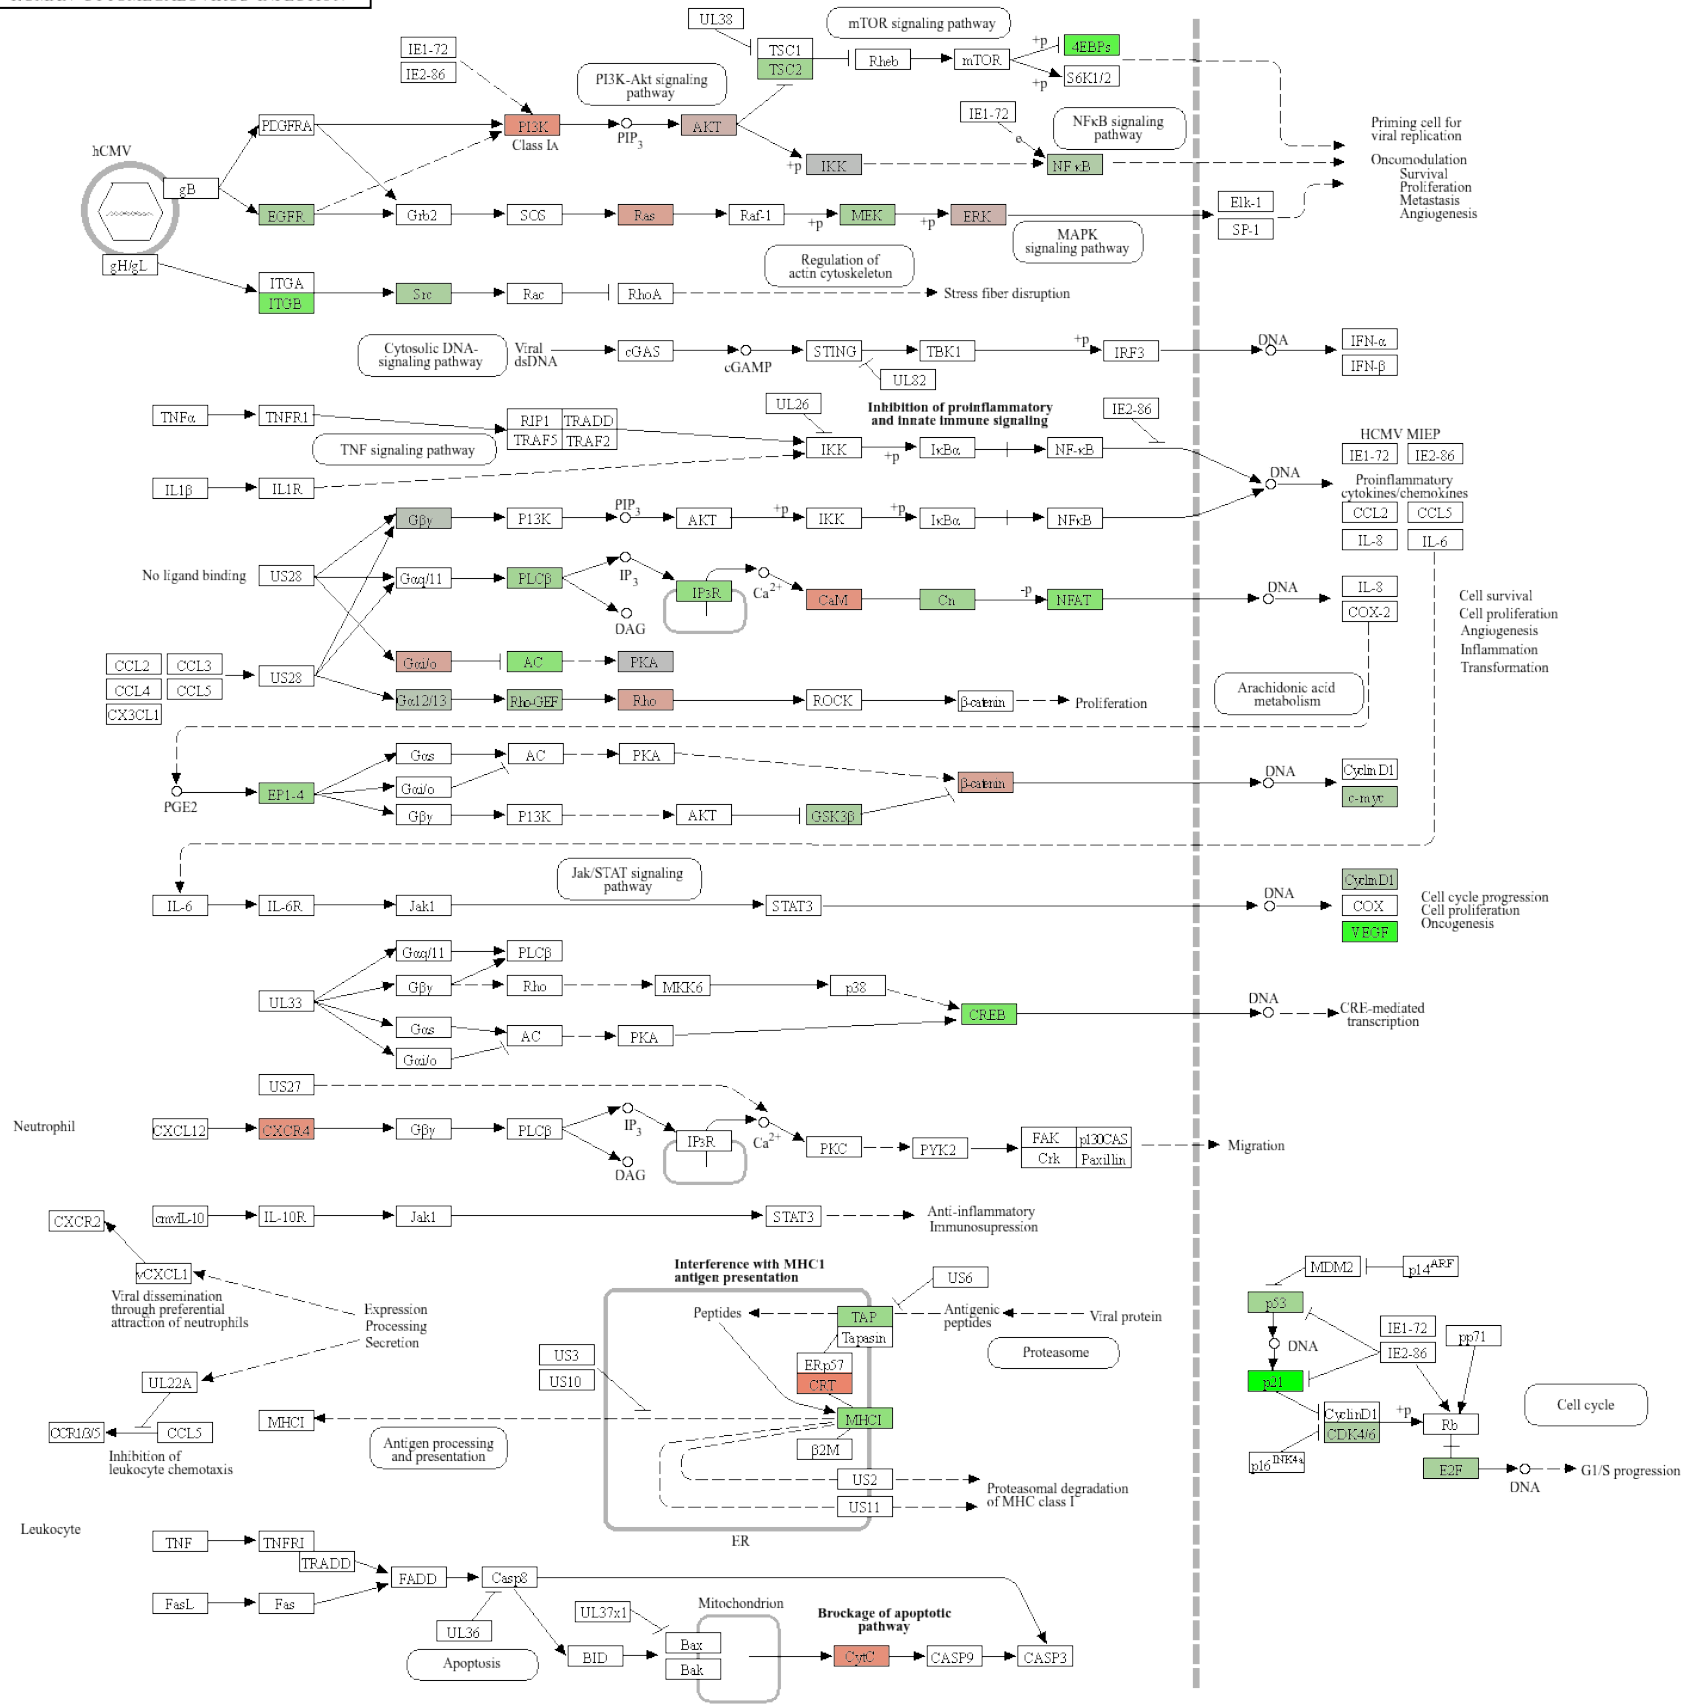 UL38
mTOR signaling pathway
IE1-72
IE2-86
TSC1
TSC2
Rheb
mTOR
+p
4EBPs
S6K1/2
+p
PI3K-Akt signaling
pathway
PDGFRA
PI3K
Class IA
PIP3
AKT
IE1-72
NFκB signaling
pathway
Priming cell for
viral replication
hCMV
+p
IKK
e
NFκB
Oncomodulation
Survival
Proliferation
Metastasis
Angiogenesis
gB
EGFR
Grb2
SOS
Ras
Raf-1
+p
MEK
+p
ERK
Elk-1
SP-1
MAPK
signaling pathway
gH/gL
Regulation of
actin cytoskeleton
ITGA
ITGB
Src
Rac
RhoA
Stress fiber disruption
Cytosolic DNA-
signaling pathway
Viral
dsDNA
cGAS
cGAMP
STING
TBK1
+p
IRF3
DNA
IFN-α
IFN-β
UL82
TNFα
TNFR1
RIP1
TRADD
TRAF5
TRAF2
TNF signaling pathway
UL26
Inhibition of proinflammatory
and innate immune signaling
IE2-86
IKK
+p
IκBα
NF-κB
HCMV MIEP
IE1-72
IE2-86
IL1β
IL1R
DNA
Proinflammatory
cytokines/chemokines
CCL2
CCL5
IL-8
IL-6
Gβγ
P13K
PIP3
AKT
+p
IKK
+p
IκBα
NFκB
No ligand binding
US28
Gαq/11
PLCβ
IP3
DAG
IP3R
Ca2+
CaM
Cn
-p
NFAT
DNA
IL-8
COX-2
Cell survival
Cell proliferation
Angiogenesis
Inflammation
Transformation
CCL2
CCL3
CCL4
CCL5
CX3CL1
US28
Gαi/o
AC
PKA
Gα12/13
Rho-GEF
Rho
ROCK
β-catenin
Proliferation
Arachidonic acid
metabolism
Gαs
AC
PKA
PGE2
EP1-4
Gαi/o
β-catenin
DNA
Cyclin D1
c-myc
Gβγ
P13K
AKT
GSK3β
Jak/STAT signaling
pathway
IL-6
IL-6R
Jak1
STAT3
DNA
CyclinD1
COX
VEGF
Cell cycle progression
Cell proliferation
Oncogenesis
UL33
Gαq/11
PLCβ
Gβγ
Rho
MKK6
p38
Gαs
AC
PKA
Gαi/o
CREB
DNA
CRE-mediated
transcription
US27
Neutrophil
CXCL12
CXCR4
Gβγ
PLCβ
IP3
DAG
IP3R
Ca2+
PKC
PYK2
FAK
p130CAS
Crk
Paxillin
Migration
CXCR2
cmvIL-10
IL-10R
Jak1
STAT3
Anti-inflammatory
Immunosupression
vCXCL1
Viral dissemination
through preferential
attraction of neutrophils
Expression
Processing
Secretion
UL22A
CCR1/3/5
CCL5
Inhibition of
leukocyte chemotaxis
Interference with MHC1
antigen presentation
US6
Peptides
TAP
Tapasin
Antigenic
peptides
Viral protein
Proteasome
ERp57
CRT
US3
US10
MHCI
MHCI
Antigen processing
and presentation
β2M
US2
US11
Proteasomal degradation
of MHC class I
ER
MDM2
p14ARF
p53
DNA
p21
IE1-72
IE2-86
pp71
Cell cycle
CyclinD1
CDK4/6
+p
Rb
p16INK4a
E2F
DNA
G1/S progression
Leukocyte
TNF
TNFRI
TRADD
FADD
Casp8
FasL
Fas
UL36
Apoptosis
UL37x1
Mitochondrion
Brockage of apoptotic
pathway
BID
Bax
Bak
CytC
CASP9
CASP3